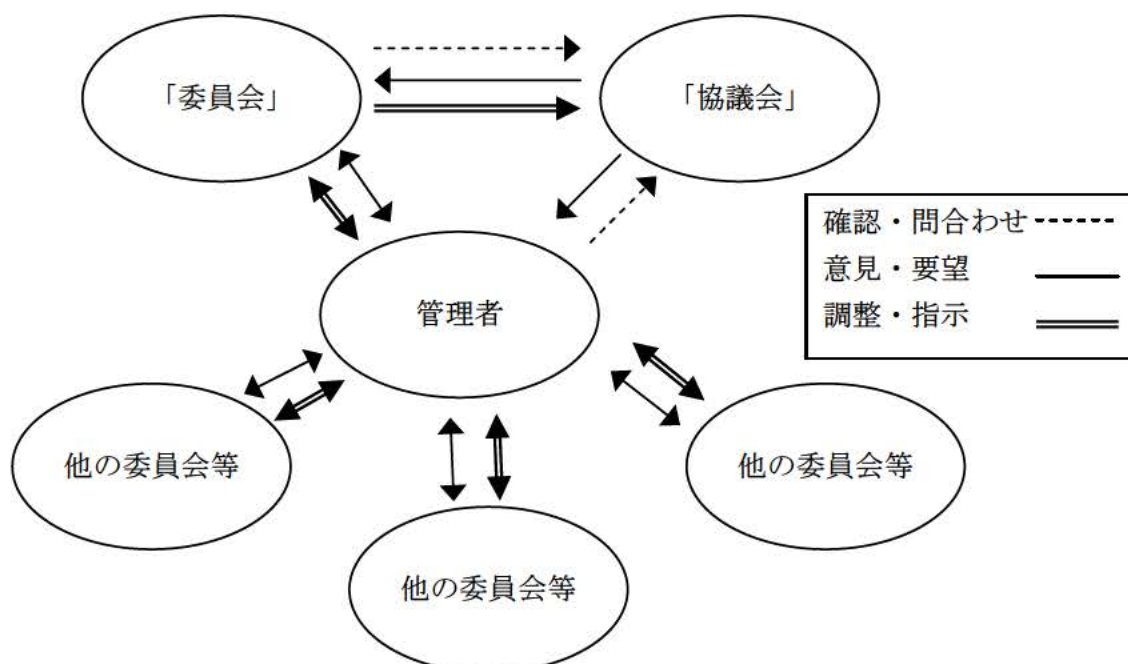 「委員会」
「協議会」
確認・問合わせ
意見・要望
調整・指示
管理者
他の委員会等
他の委員会等
他の委員会等